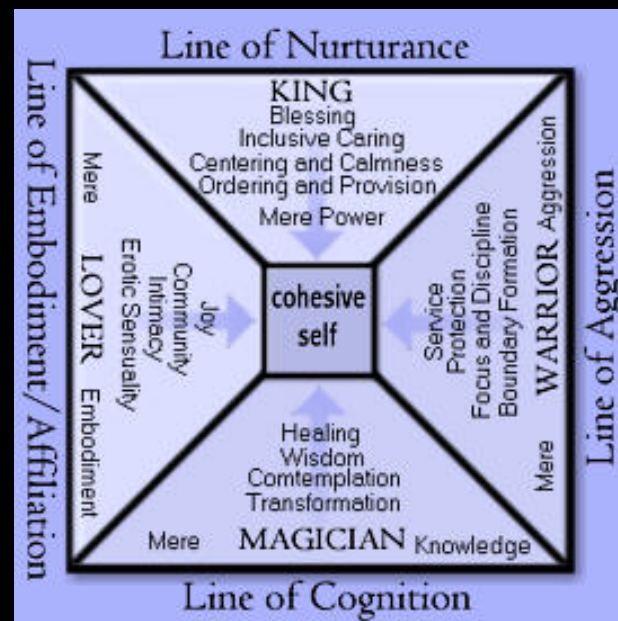 Line of Nurturance
KING
Blessing
Inclusive Caring
Centering and Calmness
Ordering and Provision
Mere Power
Line of Embodiment/Affiliation
Mere
LOVER
Embodiment
Erotic Sensuality
Intimacy
Community
Joy
cohesive
self
Service
Protection
Focus and Discipline
Boundary Formation
Mere
WARRIOR
Aggression
Line of Aggression
Healing
Wisdom
Comtemplation
Transformation
Mere MAGICIAN Knowledge
Line of Cognition